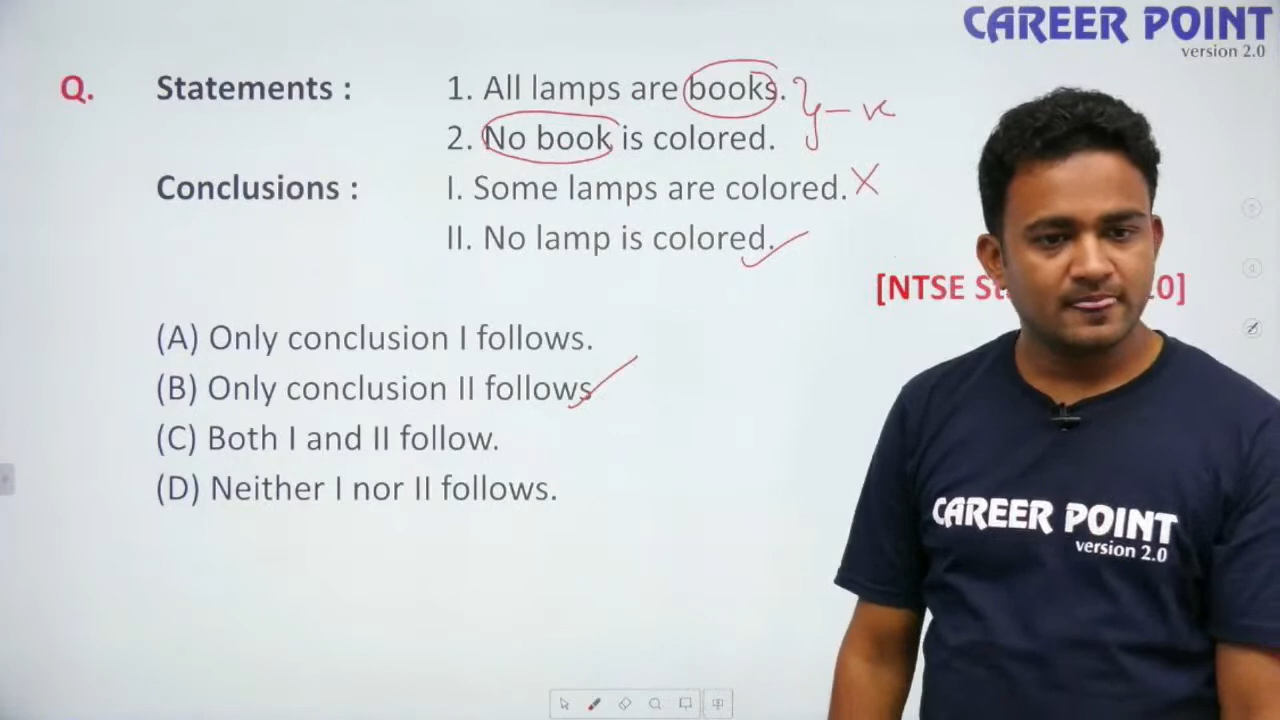 CAREER POINT
version 2.0
Q. Statements : 1. All lamps are books.
2. No book is colored.
Conclusions : I. Some lamps are colored.
II. No lamp is colored.
[NTSE
(A) Only conclusion I follows.
(B) Only conclusion II follows
(C) Both I and II follow.
(D) Neither I nor II follows.
CAREER POINT
version 2.0